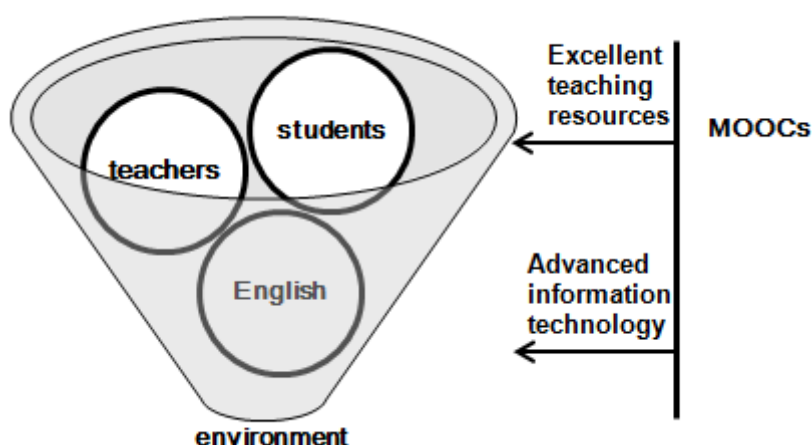 Excellent
teaching
resources
MOOCs
students
teachers
Advanced
information
technology
English
environment